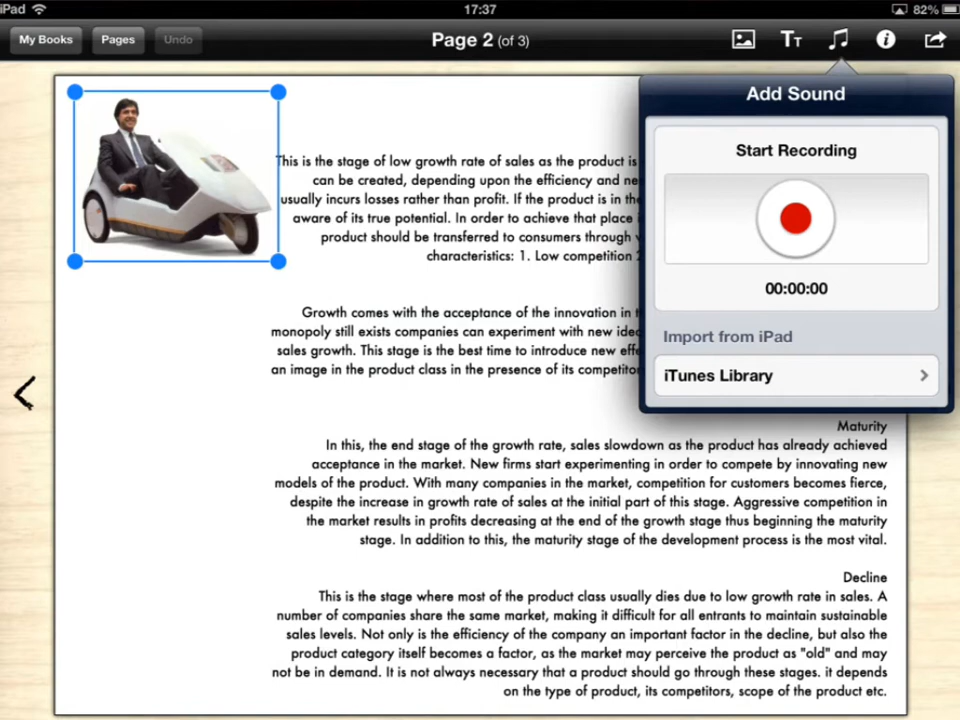 iPad 17:37 82%
My Books Pages Undo Page 2 (of 3) TT i
Add Sound
Start Recording
00:00:00
Import from iPad
iTunes Library
This is the stage of low growth rate of sales as the product is
can be created, depending upon the efficiency and
usually incurs losses rather than profit. If the product is in the
aware of its true potential. In order to achieve that place
product should be transferred to consumers through
characteristics: 1. Low competition
Growth comes with the acceptance of the innovation in
monopoly still exists companies can experiment with new
sales growth. This stage is the best time to introduce new
an image in the product class in the presence of its
Maturity
In this, the end stage of the growth rate, sales slowdown as the product has already achieved
acceptance in the market. New firms start experimenting in order to compete by innovating new
models of the product. With many companies in the market, competition for customers becomes fierce,
despite the increase in growth rate of sales at the initial part of this stage. Aggressive competition in
the market results in profits decreasing at the end of the growth stage thus beginning the maturity
stage. In addition to this, the maturity stage of the development process is the most vital.
Decline
This is the stage where most of the product class usually dies due to low growth rate in sales. A
number of companies share the same market, making it difficult for all entrants to maintain sustainable
sales levels. Not only is the efficiency of the company an important factor in the decline, but also the
product category itself becomes a factor, as the market may perceive the product as "old" and may
not be in demand. It is not always necessary that a product should go through these stages. it depends
on the type of product, its competitors, scope of the product etc.